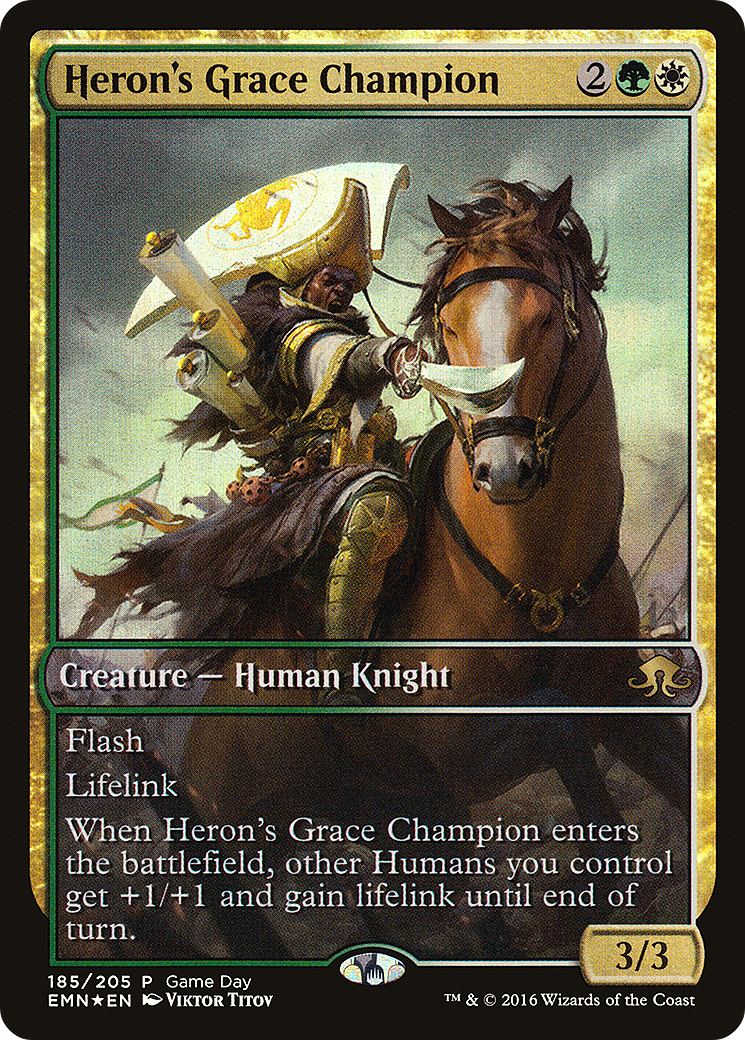 Heron's Grace Champion 2
Creature — Human Knight
Flash
Lifelink
When Heron's Grace Champion enters
the battlefield, other Humans you control
get +1/+1 and gain lifelink until end of
turn.
3/3
185/205 P Game Day
EMN★EN Viktor Titov
™ & © 2016 Wizards of the Coast